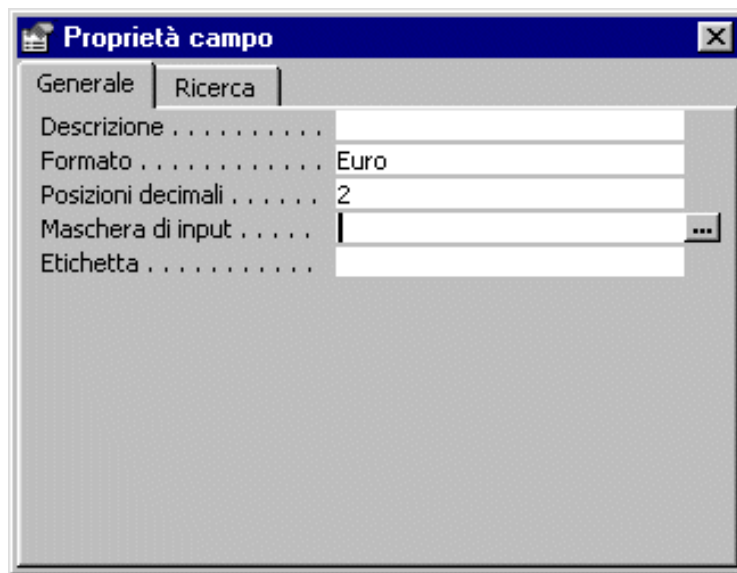 Proprietà campo
Generale Ricerca
Descrizione . . . . . . . . . .
Formato . . . . . . . . . . . . Euro
Posizioni decimali . . . . . . 2
Maschera di input . . . . . ...
Etichetta . . . . . . . . . . .